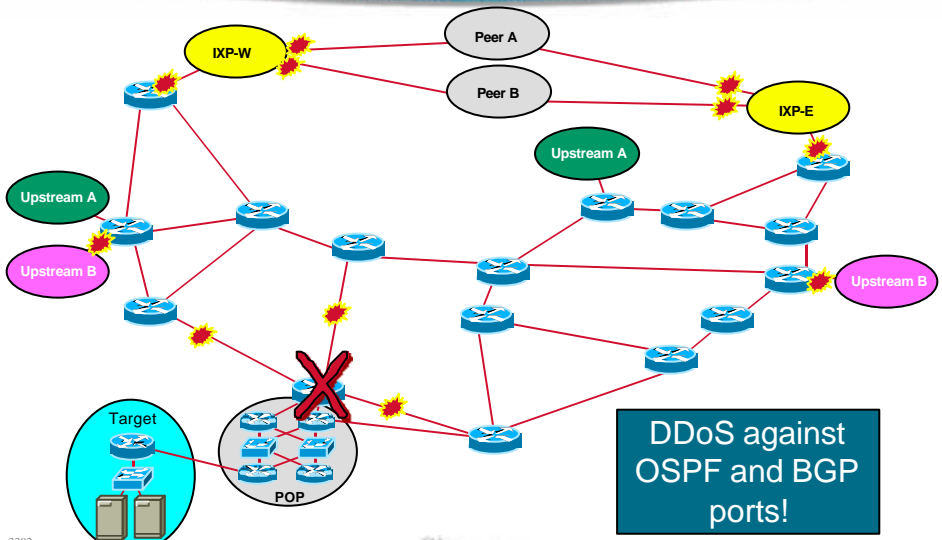 Peer A
IXP-W
Peer B
IXP-E
Upstream A
Upstream A
Upstream B
Upstream B
Target
POP
DDoS against
OSPF and BGP
ports!